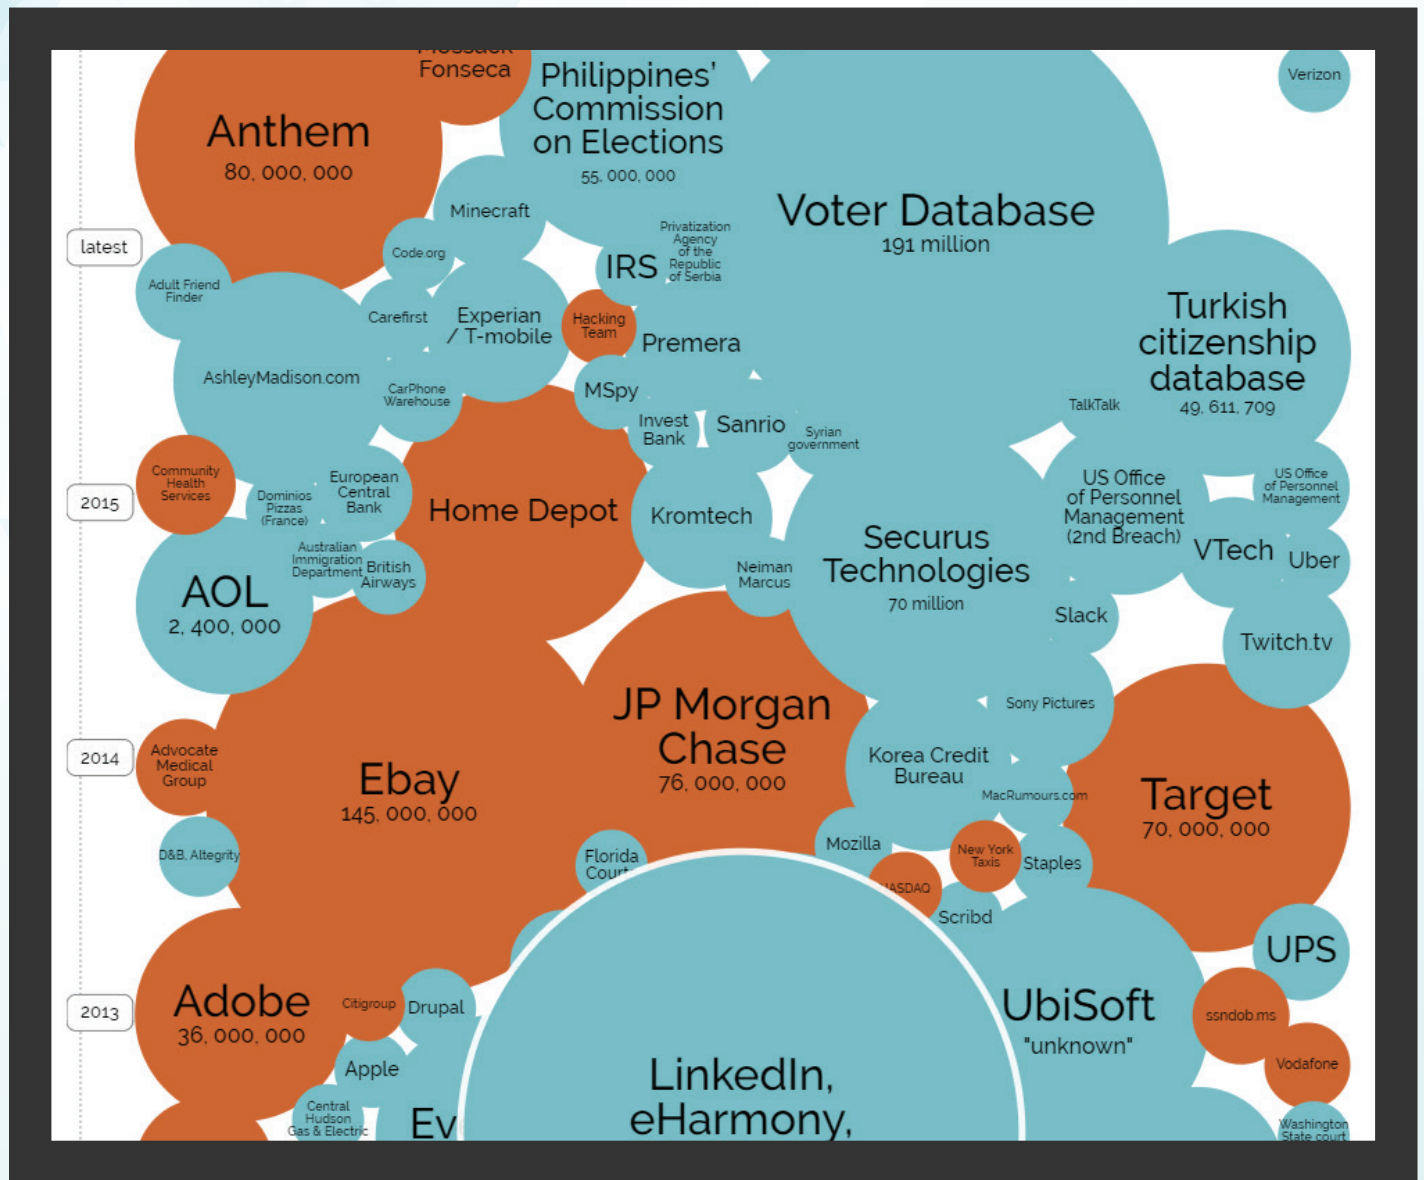 Mossack
Fonseca
Philippines'
Commission
on Elections
55, 000, 000
Verizon
Anthem
80, 000, 000
Minecraft
Voter Database
191 million
latest
Code.org
IRS
Privatization
Agency
of the
Republic
of Serbia
Adult Friend
Finder
Carefirst
Experian
/ T-mobile
Hacking
Team
Premera
Turkish
citizenship
database
49, 611, 709
AshleyMadison.com
CarPhone
Warehouse
MSpy
Invest
Bank
Sanrio
Syrian
government
TalkTalk
2015
Community
Health
Services
Dominios
Pizzas
(France)
European
Central
Bank
Home Depot
Kromtech
Securus
Technologies
70 million
US Office
of Personnel
Management
(2nd Breach)
US Office
of Personnel
Management
VTech
Uber
AOL
2, 400, 000
Australian
Immigration
Department
British
Airways
Neiman
Marcus
Slack
Twitch.tv
Sony Pictures
2014
Advocate
Medical
Group
Ebay
145, 000, 000
JP Morgan
Chase
76, 000, 000
Korea Credit
Bureau
MacRumours.com
Target
70, 000, 000
D&B, Altegrity
Florida
Courts
Mozilla
NASDAQ
New York
Taxis
Staples
Scribd
UPS
2013
Adobe
36, 000, 000
Citigroup
Drupal
UbiSoft
"unknown"
ssndob.ms
Vodafone
Apple
Central
Hudson
Gas & Electric
Ev
LinkedIn,
eHarmony,
Washington
State court